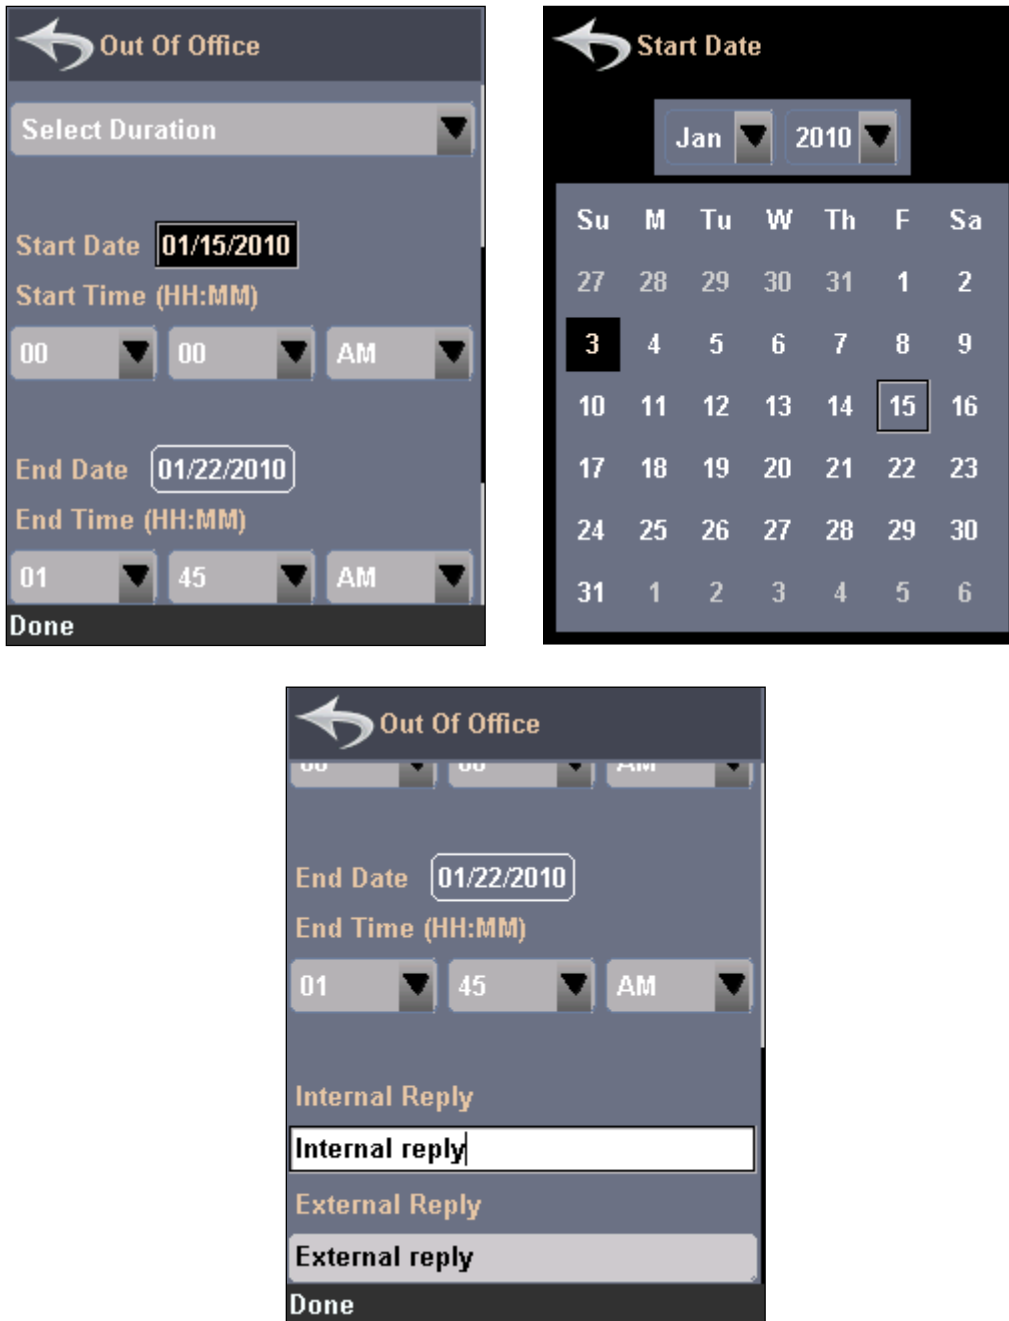 Out Of Office
Select Duration
Start Date 01/15/2010
Start Time (HH:MM)
00 00 AM
End Date 01/22/2010
End Time (HH:MM)
01 45 AM
Done
Start Date
Jan 2010
Su M Tu W Th F Sa
27 28 29 30 31 1 2
3 4 5 6 7 8 9
10 11 12 13 14 15 16
17 18 19 20 21 22 23
24 25 26 27 28 29 30
31 1 2 3 4 5 6
Out Of Office
00 00 AM
End Date 01/22/2010
End Time (HH:MM)
01 45 AM
Internal Reply
Internal reply
External Reply
External reply
Done